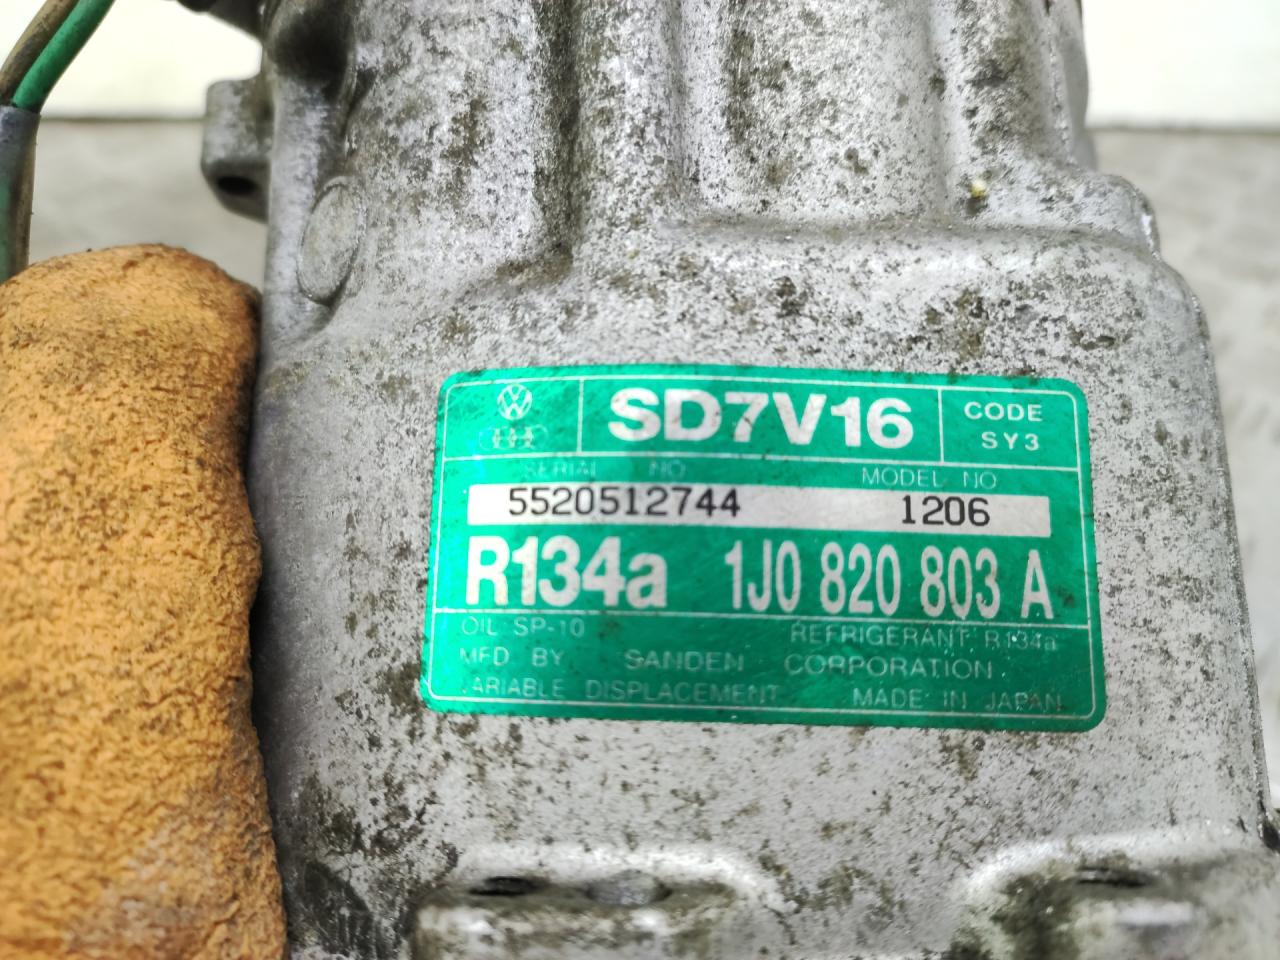 SD7V16
CODE
SY3
SERIAL NO
MODEL NO
5520512744 1206
R134a 1J0 820 803 A
OIL SP-10 REFRIGERANT R134a
MFD BY SANDEN CORPORATION
VARIABLE DISPLACEMENT MADE IN JAPAN